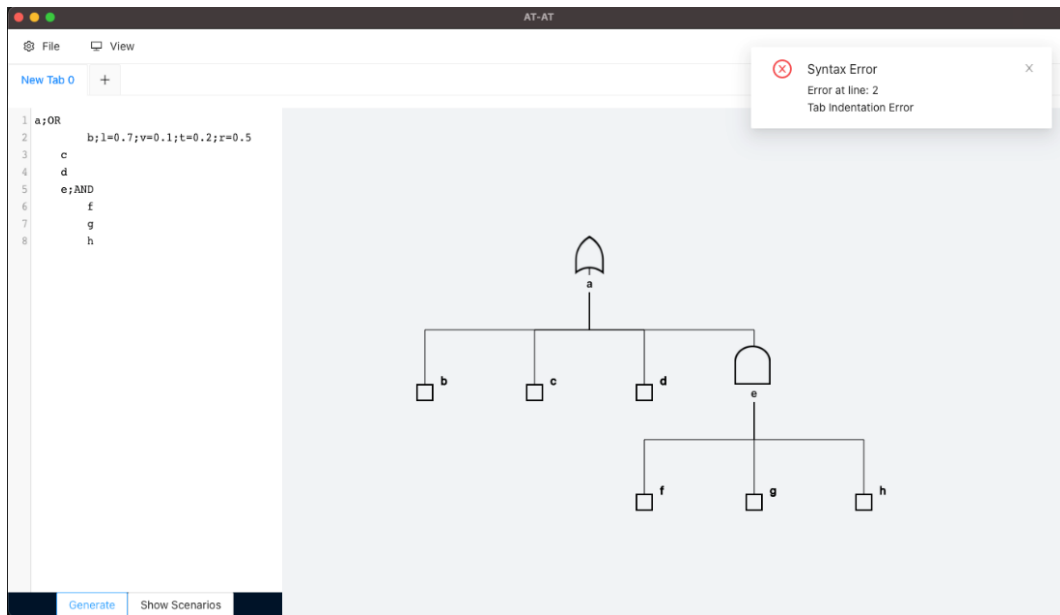 AT-AT
File View
New Tab 0 +
Syntax Error
Error at line: 2
Tab Indentation Error
1 a;OR
2 b;l=0.7;v=0.1;t=0.2;r=0.5
3 c
4 d
5 e;AND
6 f
7 g
8 h
a
b c d
e
f g h
Generate Show Scenarios